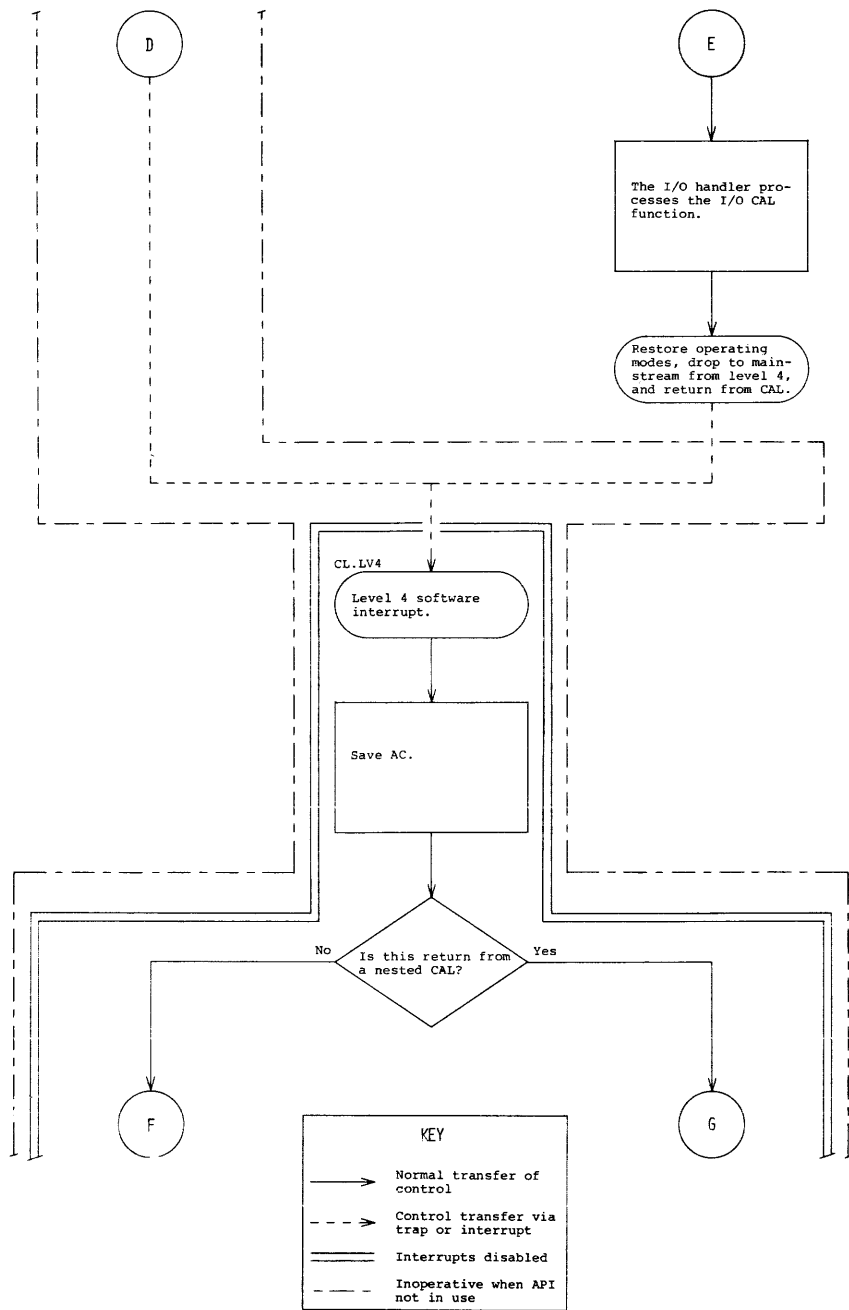 D
E
The I/O handler pro-
cesses the I/O CAL
function.
Restore operating
modes, drop to main-
stream from level 4,
and return from CAL.
CL.LV4
Level 4 software
interrupt.
Save AC.
No
Is this return from
a nested CAL?
Yes
F
G
KEY
Normal transfer of
control
Control transfer via
trap or interrupt
Interrupts disabled
Inoperative when API
not in use